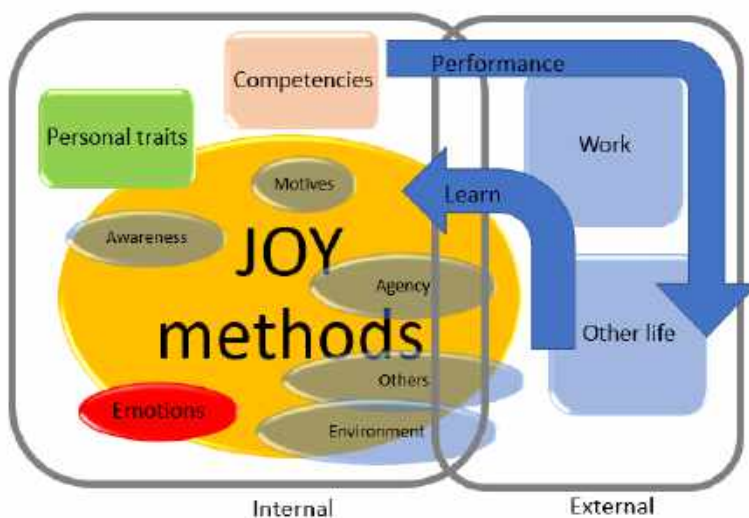 Competencies
Performance
Personal traits
Work
Motives
Learn
Awareness
JOY
methods
Agency
Other life
Others
Emotions
Environment
Internal
External